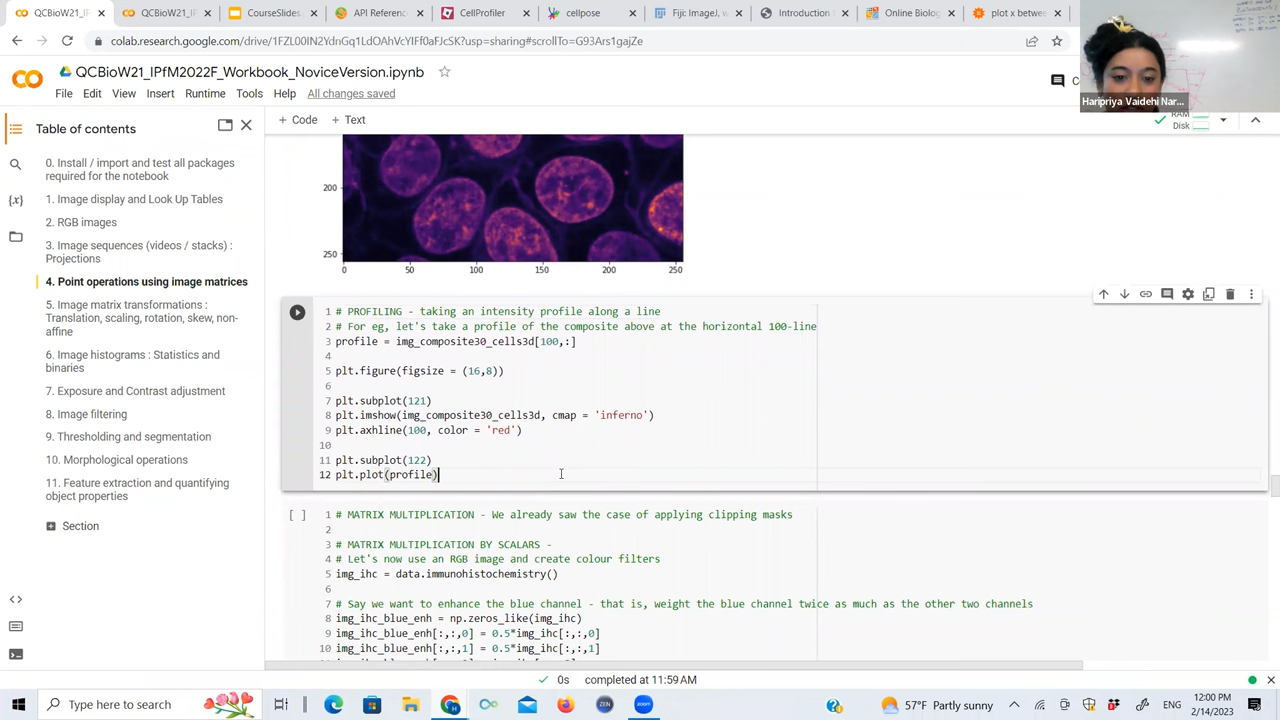 QCBioW21_IP
QCBioW21_IP
CourseSlides
API Referenc
CellProfiler
cellpose
Fiji: ImageJ, w
Introduction
Online Biolog
plot x betwee
colab.research.google.com/drive/1FZL00IN2YdnGq1LdOAhVcYIFf0aFJcSK?usp=sharing#scrollTo=G93Ars1gajZe
QCBioW21_IPfM2022F_Workbook_NoviceVersion.ipynb
File Edit View Insert Runtime Tools Help All changes saved
Haripriya Vaidehi Nar...
Table of contents
+ Code + Text
RAM
Disk
0. Install / import and test all packages
required for the notebook
1. Image display and Look Up Tables
2. RGB images
3. Image sequences (videos / stacks) :
Projections
4. Point operations using image matrices
5. Image matrix transformations :
Translation, scaling, rotation, skew, non-
affine
6. Image histograms : Statistics and
binaries
7. Exposure and Contrast adjustment
8. Image filtering
9. Thresholding and segmentation
10. Morphological operations
11. Feature extraction and quantifying
object properties
Section
200
250
0 50 100 150 200 250
1 # PROFILING - taking an intensity profile along a line
2 # For eg, let's take a profile of the composite above at the horizontal 100-line
3 profile = img_composite30_cells3d[100,:]
4
5 plt.figure(figsize = (16,8))
6
7 plt.subplot(121)
8 plt.imshow(img_composite30_cells3d, cmap = 'inferno')
9 plt.axhline(100, color = 'red')
10
11 plt.subplot(122)
12 plt.plot(profile)
[ ] 1 # MATRIX MULTIPLICATION - We already saw the case of applying clipping masks
2
3 # MATRIX MULTIPLICATION BY SCALARS -
4 # Let's now use an RGB image and create colour filters
5 img_ihc = data.immunohistochemistry()
6
7 # Say we want to enhance the blue channel - that is, weight the blue channel twice as much as the other two channels
8 img_ihc_blue_enh = np.zeros_like(img_ihc)
9 img_ihc_blue_enh[:,:,0] = 0.5*img_ihc[:,:,0]
10 img_ihc_blue_enh[:,:,1] = 0.5*img_ihc[:,:,1]
0s completed at 11:59 AM
Type here to search
ZEN
zoom
57°F Partly sunny
ENG
12:00 PM
2/14/2023